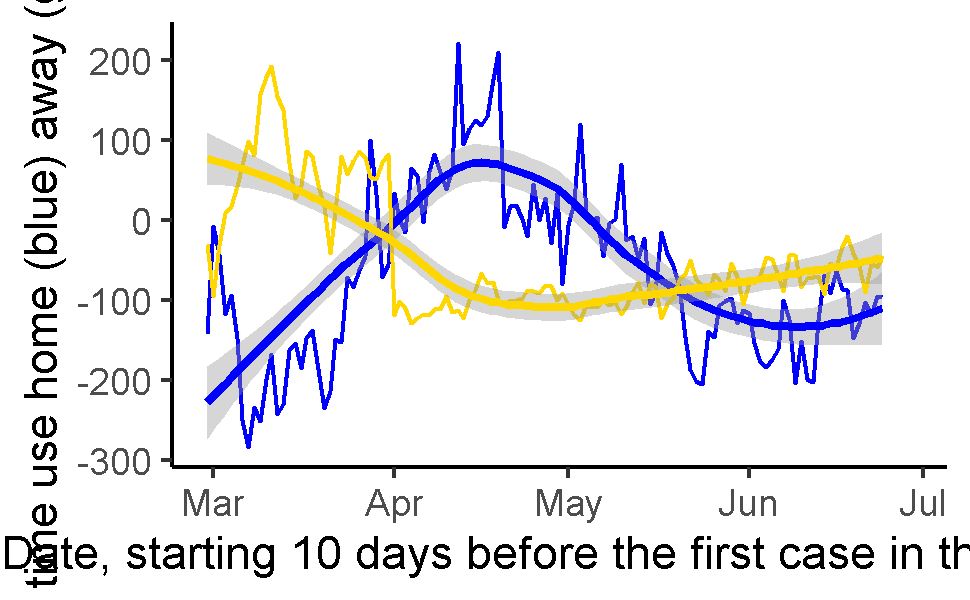 time use home (blue) away (
200
100
0
-100
-200
-300
Mar Apr May Jun Jul
Date, starting 10 days before the first case in th